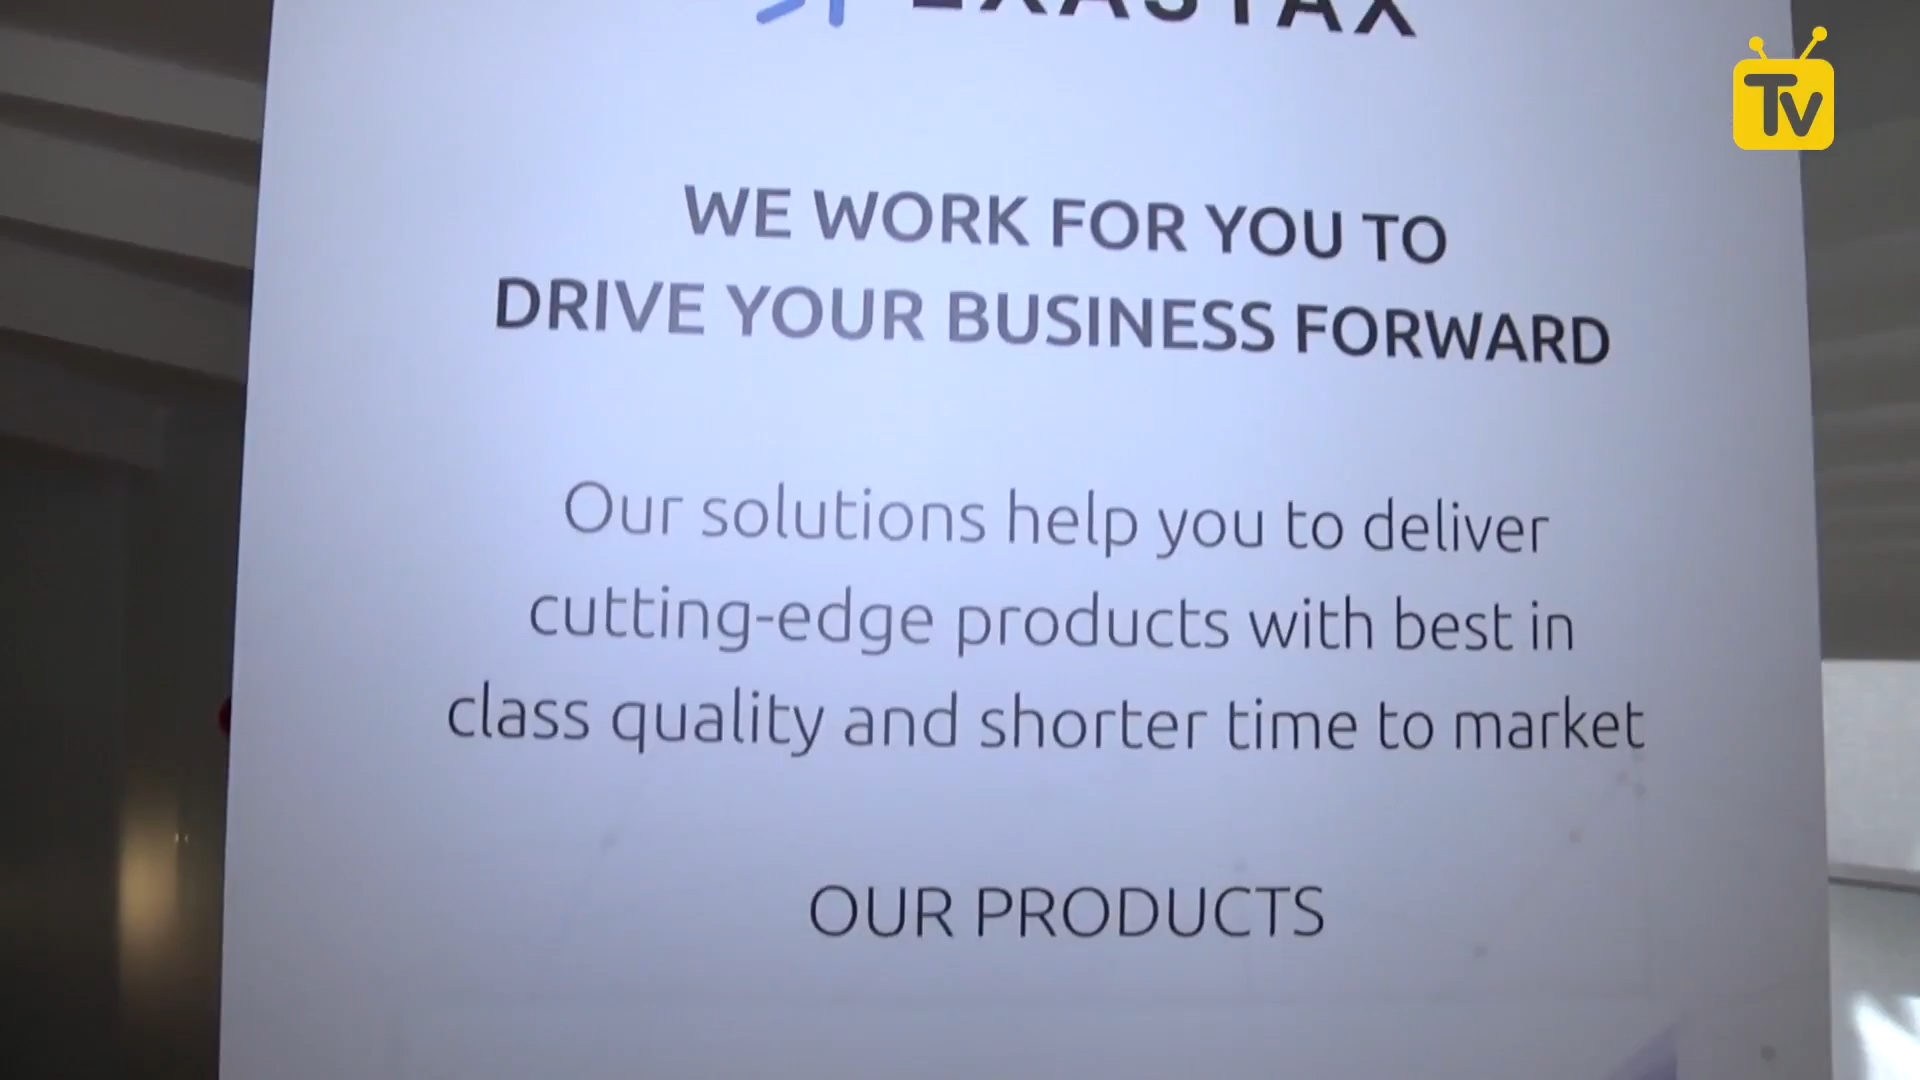 EXASTAX
Tv
WE WORK FOR YOU TO
DRIVE YOUR BUSINESS FORWARD
Our solutions help you to deliver
cutting-edge products with best in
class quality and shorter time to market
OUR PRODUCTS